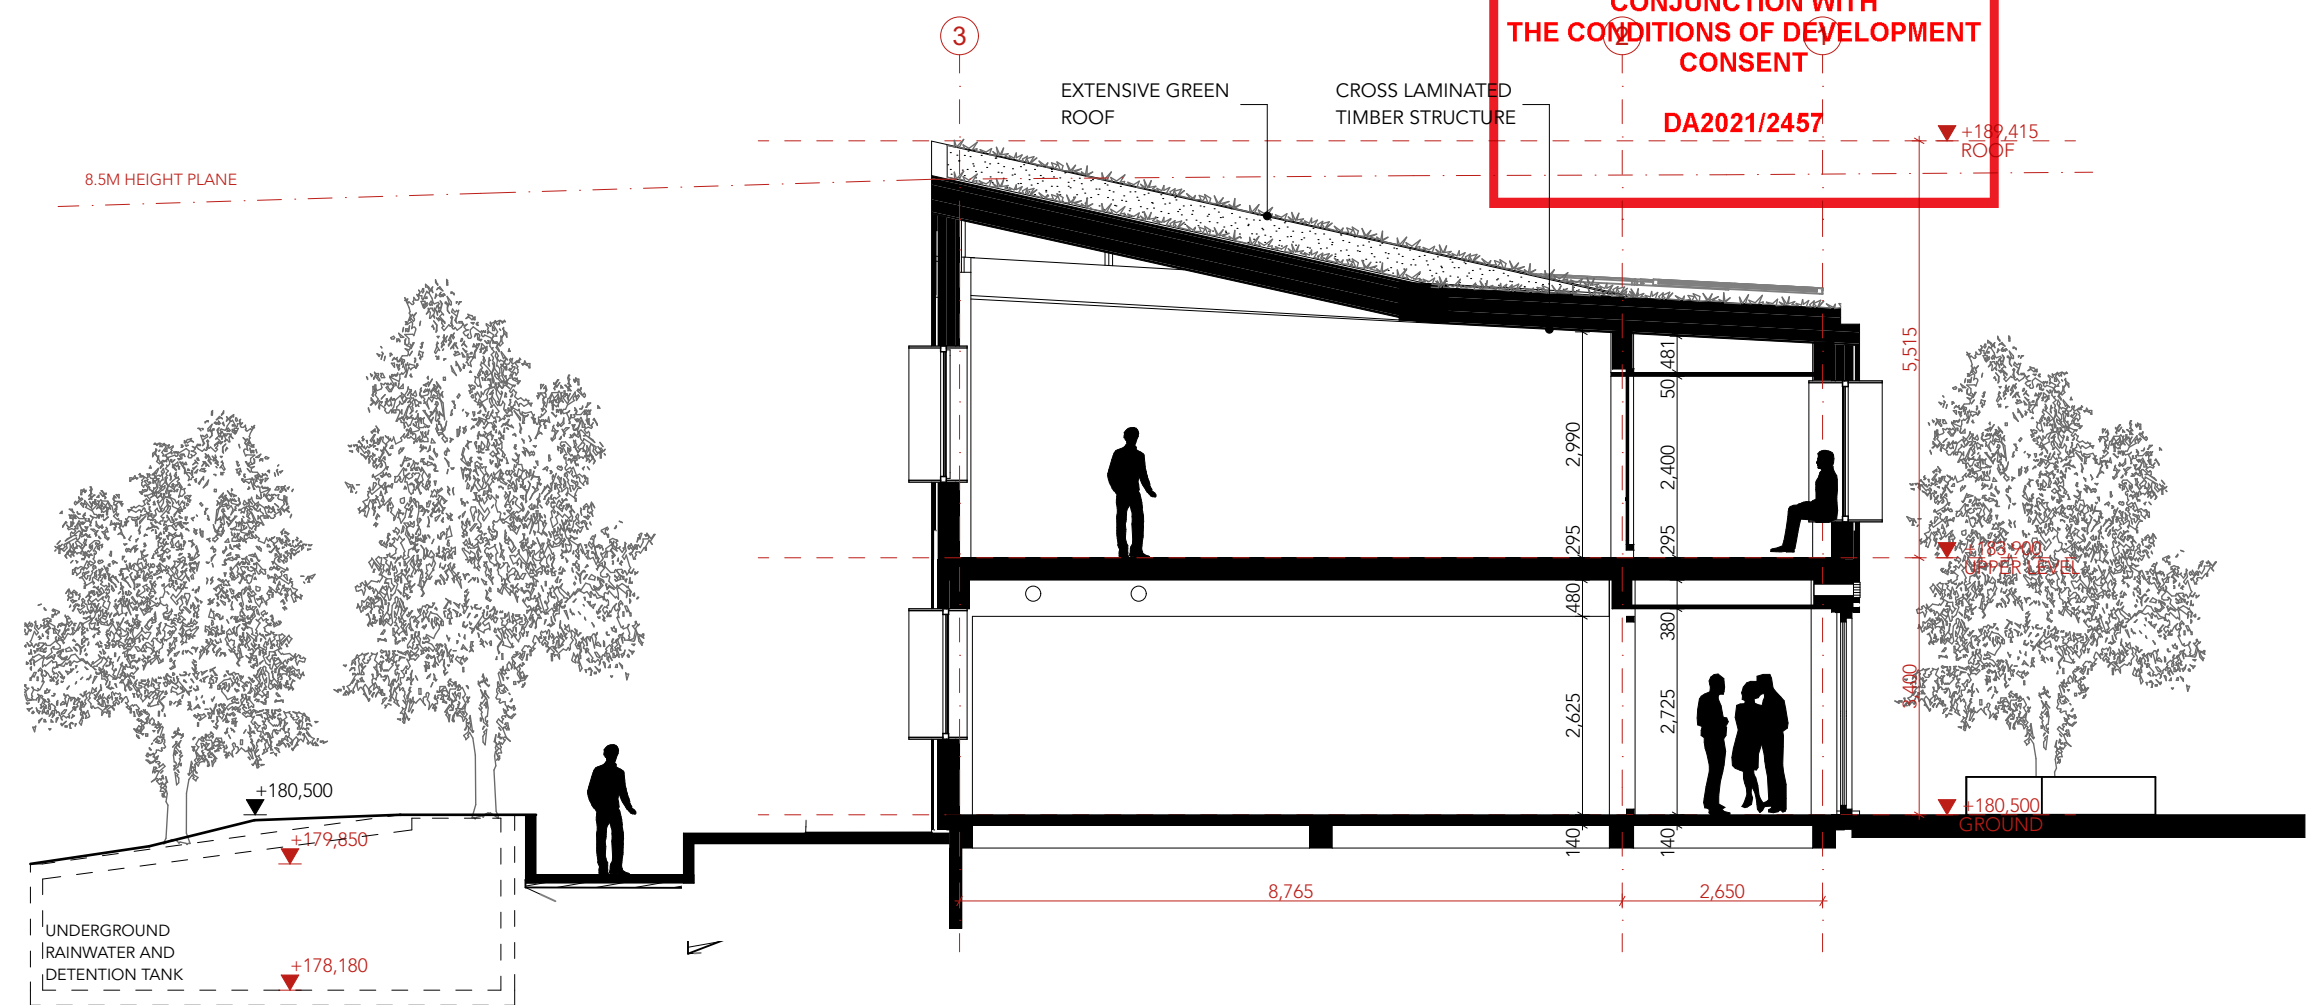 CONJUNCTION WITH
THE CONDITIONS OF DEVELOPMENT
CONSENT
DA2021/2457
3
2
1
EXTENSIVE GREEN
ROOF
CROSS LAMINATED
TIMBER STRUCTURE
+189,415
ROOF
8.5M HEIGHT PLANE
5,515
481
50
2,990
2,400
295
295
+183,900
UPPER LEVEL
480
380
3,400
2,625
2,725
+180,500
+180,500
GROUND
+179,850
140
140
8,765
2,650
UNDERGROUND
RAINWATER AND
DETENTION TANK
+178,180